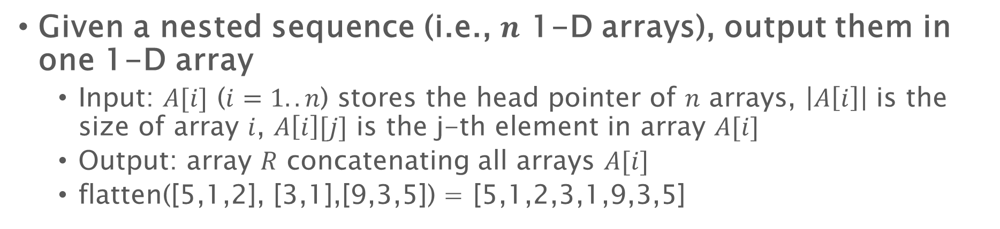 • Given a nested sequence (i.e., n 1-D arrays), output them in
one 1-D array
• Input: A[i] (i = 1..n) stores the head pointer of n arrays, |A[i]| is the
size of array i, A[i][j] is the j-th element in array A[i]
• Output: array R concatenating all arrays A[i]
• flatten([5,1,2], [3,1],[9,3,5]) = [5,1,2,3,1,9,3,5]